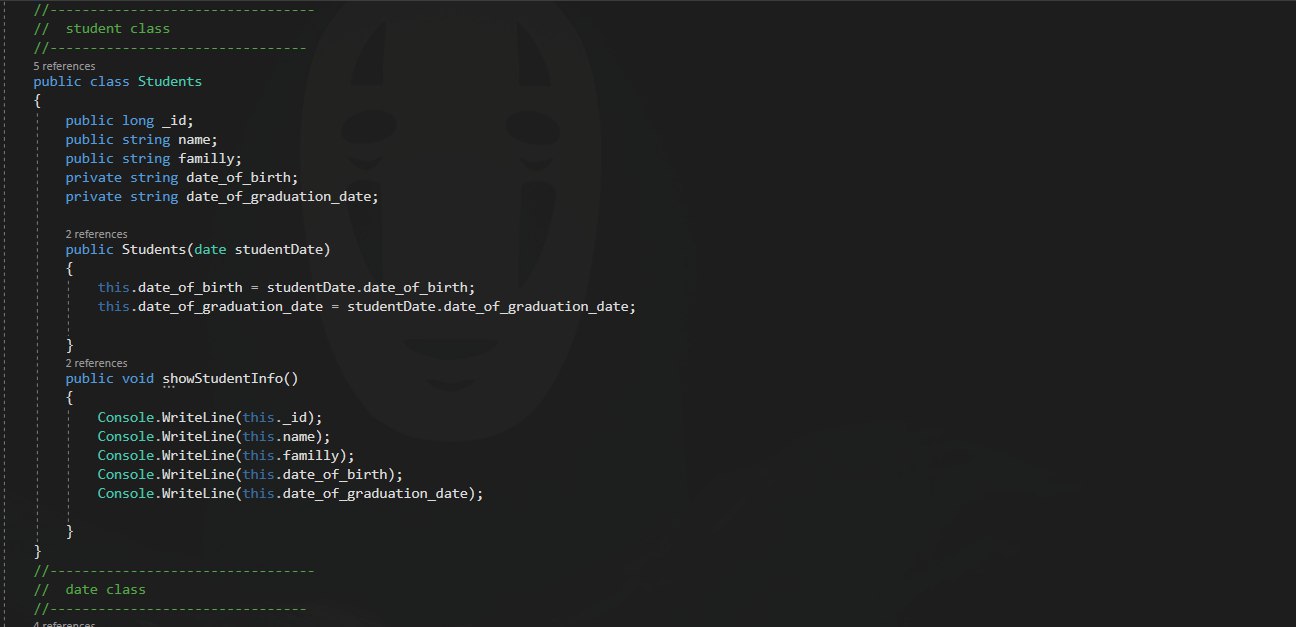 //---------------------------------
//  student class
//--------------------------------
5 references
public class Students
{
    public long _id;
    public string name;
    public string familly;
    private string date_of_birth;
    private string date_of_graduation_date;
    2 references
    public Students(date studentDate)
    {
        this.date_of_birth = studentDate.date_of_birth;
        this.date_of_graduation_date = studentDate.date_of_graduation_date;
    }
    2 references
    public void showStudentInfo()
    {
        Console.WriteLine(this._id);
        Console.WriteLine(this.name);
        Console.WriteLine(this.familly);
        Console.WriteLine(this.date_of_birth);
        Console.WriteLine(this.date_of_graduation_date);
    }
}
//---------------------------------
//  date class
//--------------------------------
4 references